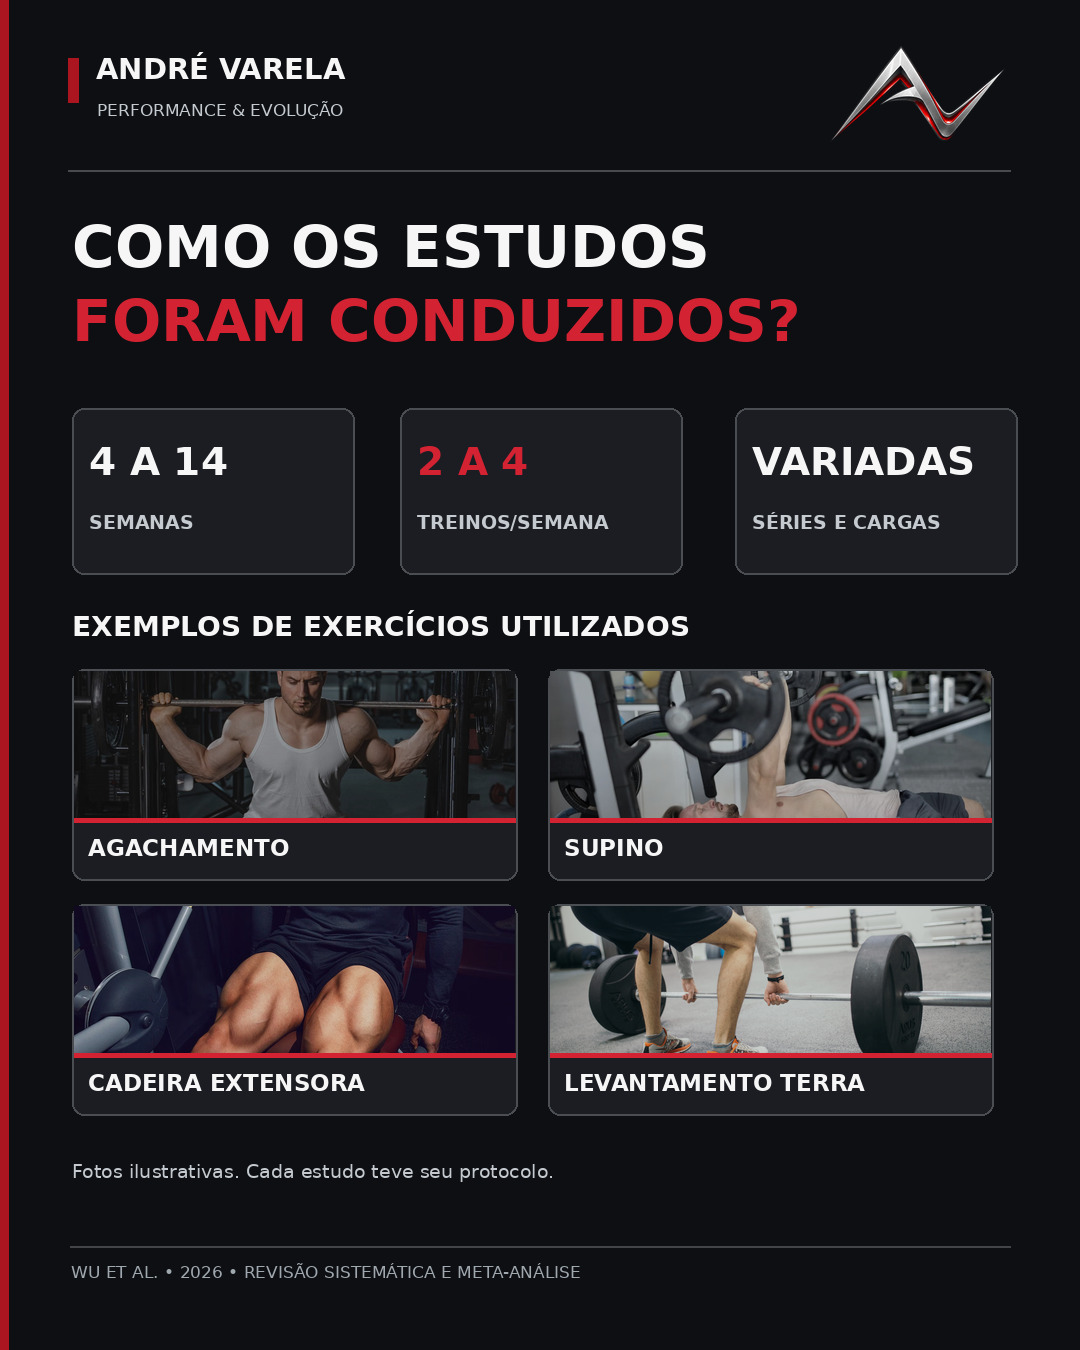 ANDRÉ VARELA
PERFORMANCE & EVOLUÇÃO
COMO OS ESTUDOS
FORAM CONDUZIDOS?
4 A 14
SEMANAS
2 A 4
TREINOS/SEMANA
VARIADAS
SÉRIES E CARGAS
EXEMPLOS DE EXERCÍCIOS UTILIZADOS
AGACHAMENTO
SUPINO
CADEIRA EXTENSORA
LEVANTAMENTO TERRA
Fotos ilustrativas. Cada estudo teve seu protocolo.
WU ET AL. • 2026 • REVISÃO SISTEMÁTICA E META-ANÁLISE